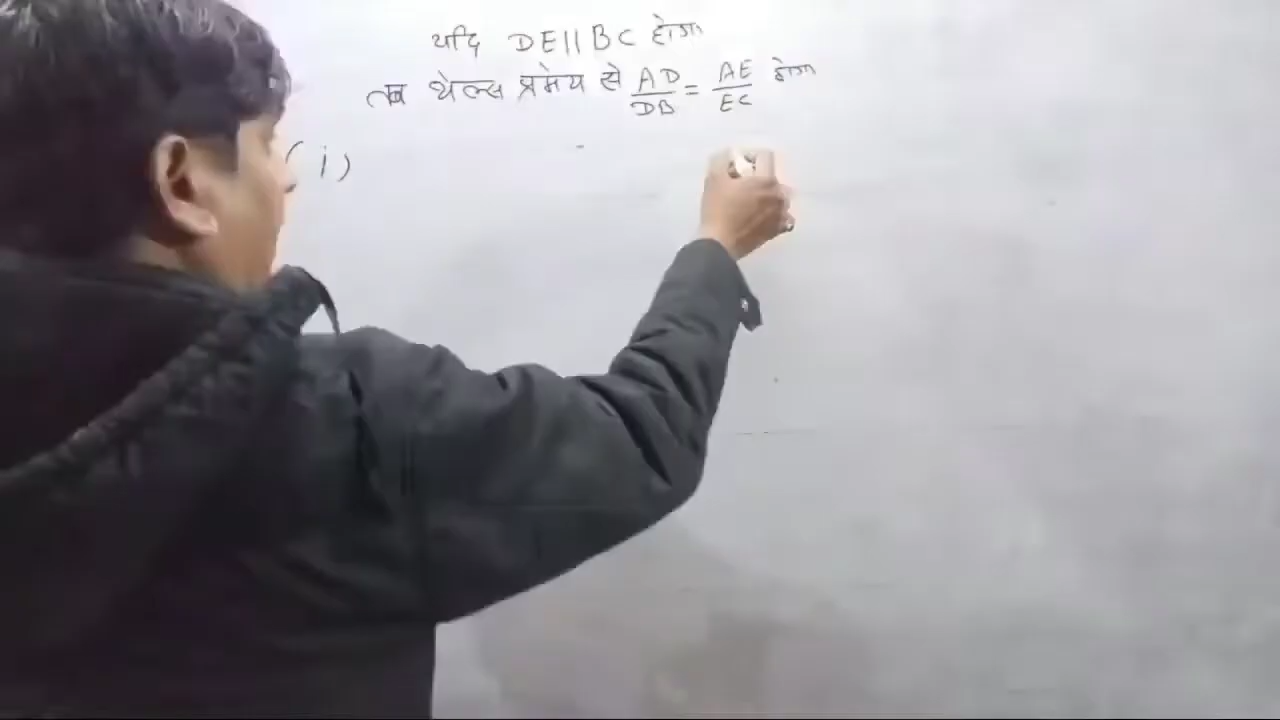 यदि DE||BC होगा
तब थेल्स प्रमेय से AD/DB = AE/EC होगा
(i)